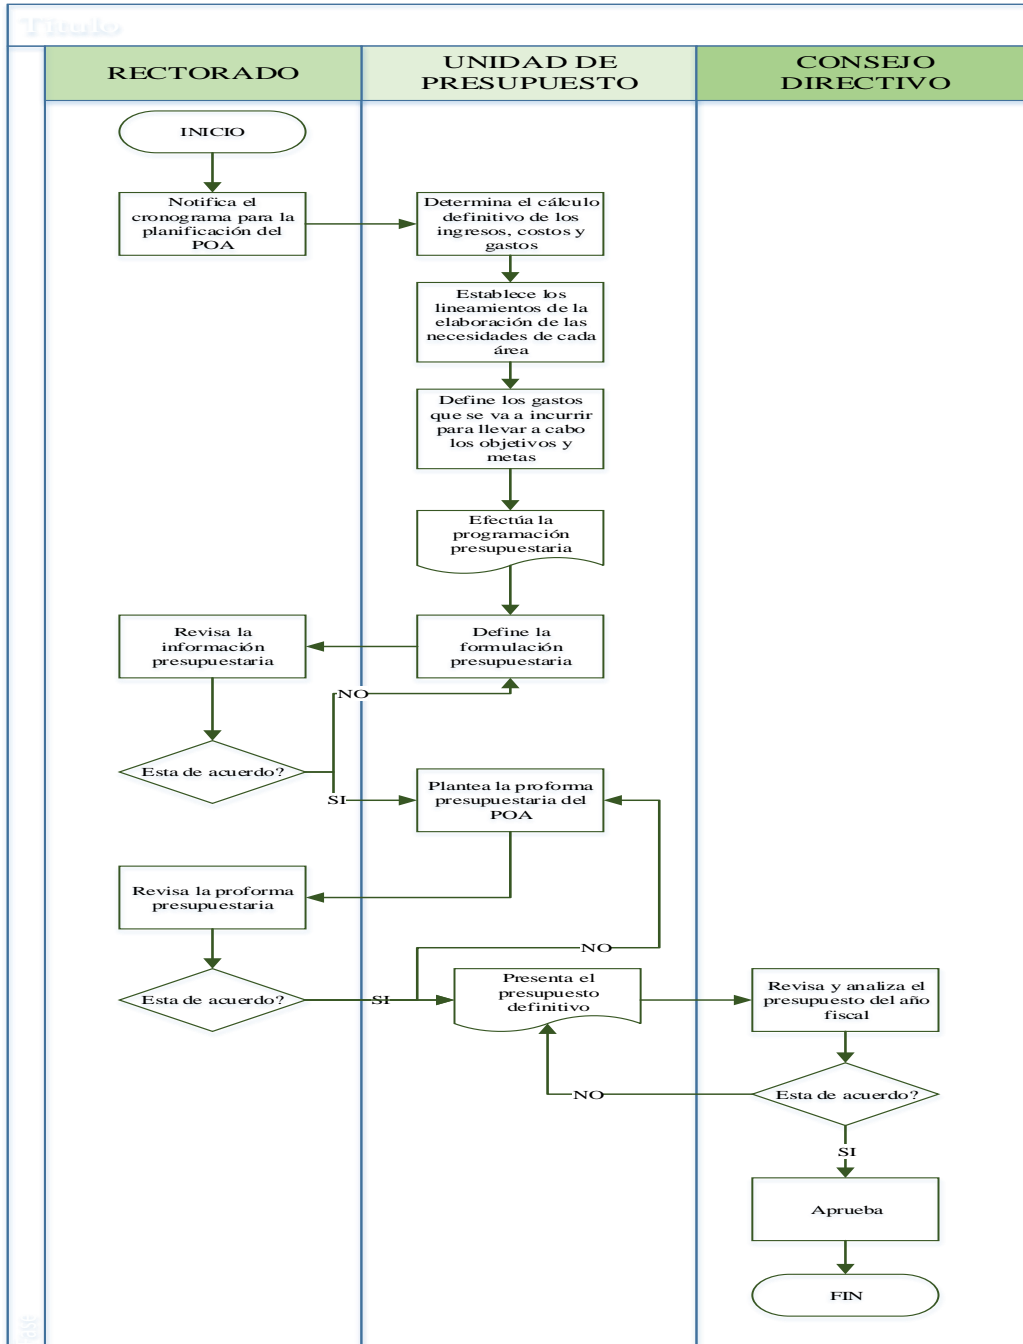 Titulo
RECTORADO
UNIDAD DE
PRESUPUESTO
CONSEJO
DIRECTIVO
INICIO
Notifica el
cronograma para la
planificación del
POA
Determina el cálculo
definitivo de los
ingresos, costos y
gastos
Establece los
lineamientos de la
elaboración de las
necesidades de cada
área
Define los gastos
que se va a incurrir
para llevar a cabo
los objetivos y
metas
Efectúa la
programación
presupuestaria
Revisa la
información
presupuestaria
Define la
formulación
presupuestaria
NO
Esta de acuerdo?
SI
Plantea la proforma
presupuestaria del
POA
Revisa la proforma
presupuestaria
NO
Esta de acuerdo?
SI
Presenta el
presupuesto
definitivo
Revisa y analiza el
presupuesto del año
fiscal
NO
Esta de acuerdo?
SI
Aprueba
FIN